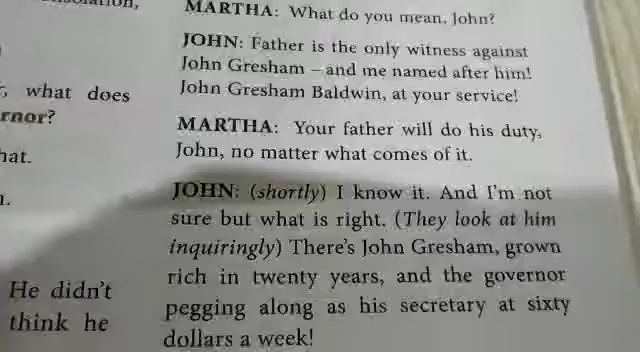 what does
hat.
He didn't
think he
MARTHA: What do you mean, John?
JOHN: Father is the only witness against
John Gresham – and me named after him!
John Gresham Baldwin, at your service!
MARTHA: Your father will do his duty,
John, no matter what comes of it.
JOHN: (shortly) I know it. And I'm not
sure but what is right. (They look at him
inquiringly) There's John Gresham, grown
rich in twenty years, and the governor
pegging along as his secretary at sixty
dollars a week!